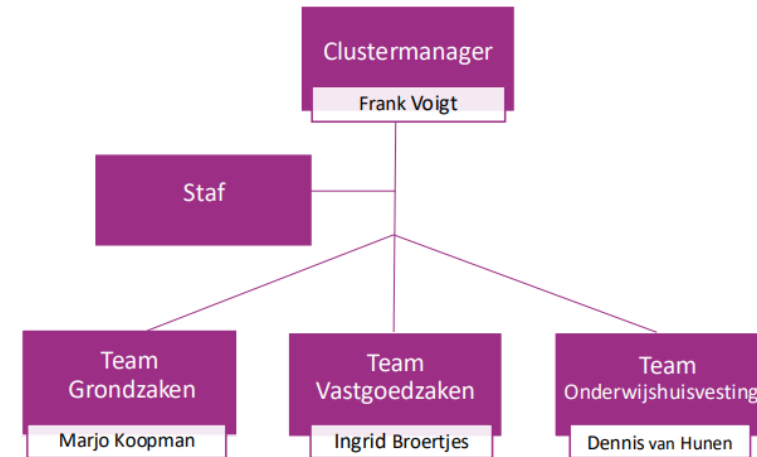 Clustermanager
Frank Voigt
Staf
Team
Grondzaken
Marjo Koopman
Team
Vastgoedzaken
Ingrid Broertjes
Team
Onderwijshuisvesting
Dennis van Hunen